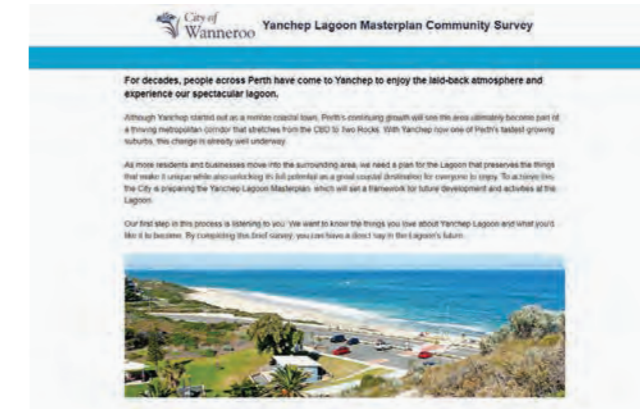 City of
Wanneroo
Yanchep Lagoon Masterplan Community Survey
For decades, people across Perth have come to Yanchep to enjoy the laid-back atmosphere and
experience our spectacular lagoon.
Although Yanchep started out as a remote coastal town, Perth's continuing growth will see the area ultimately become part of
a thriving metropolitan corridor that stretches from the CBD to Two Rocks. With Yanchep now one of Perth's fastest growing
suburbs, this change is already well underway.
As more residents and businesses move into the surrounding area, we need a plan for the Lagoon that preserves the things
that make it unique while also unlocking its full potential as a great coastal destination for everyone to enjoy. To achieve this
the City is preparing the Yanchep Lagoon Masterplan, which will set a framework for future development and activities at the
Lagoon.
Our first step in this process is listening to you. We want to know the things you love about Yanchep Lagoon and what you'd
like it to become. By completing this brief survey, you can have a direct say in the Lagoon's future.